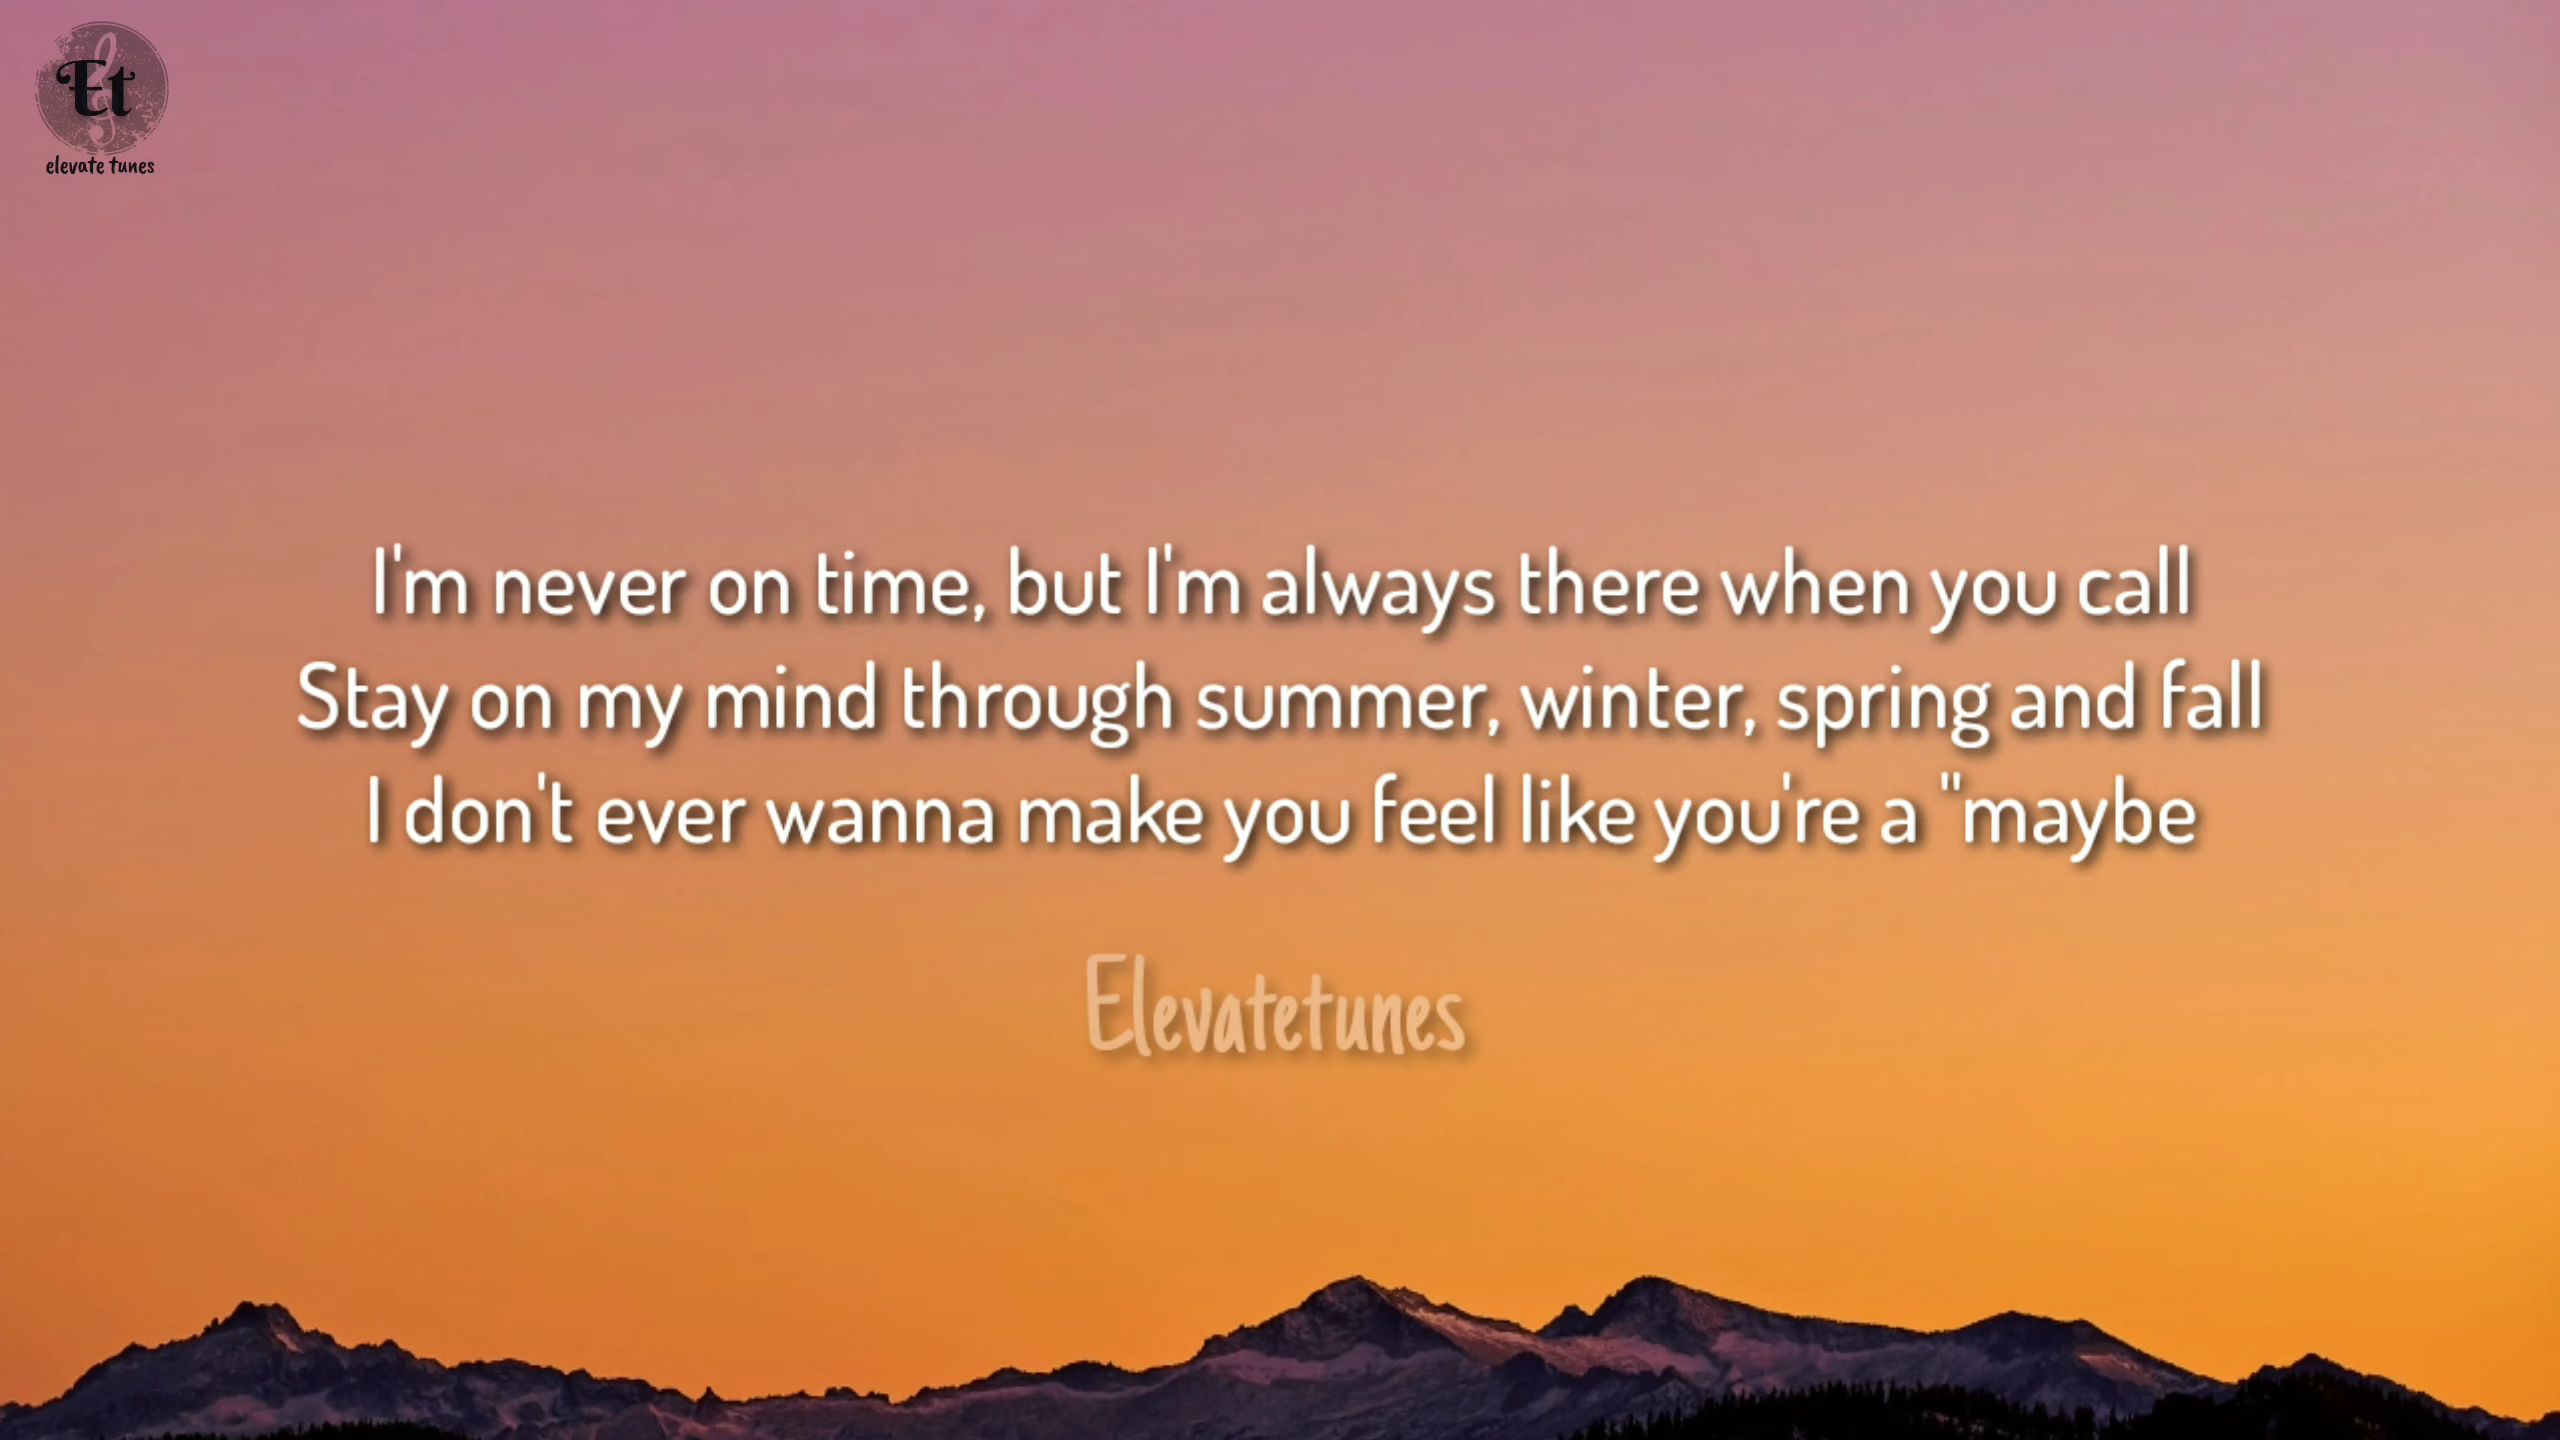 Et
elevate tunes
I'm never on time, but I'm always there when you call
Stay on my mind through summer, winter, spring and fall
I don't ever wanna make you feel like you're a "maybe
Elevatetunes